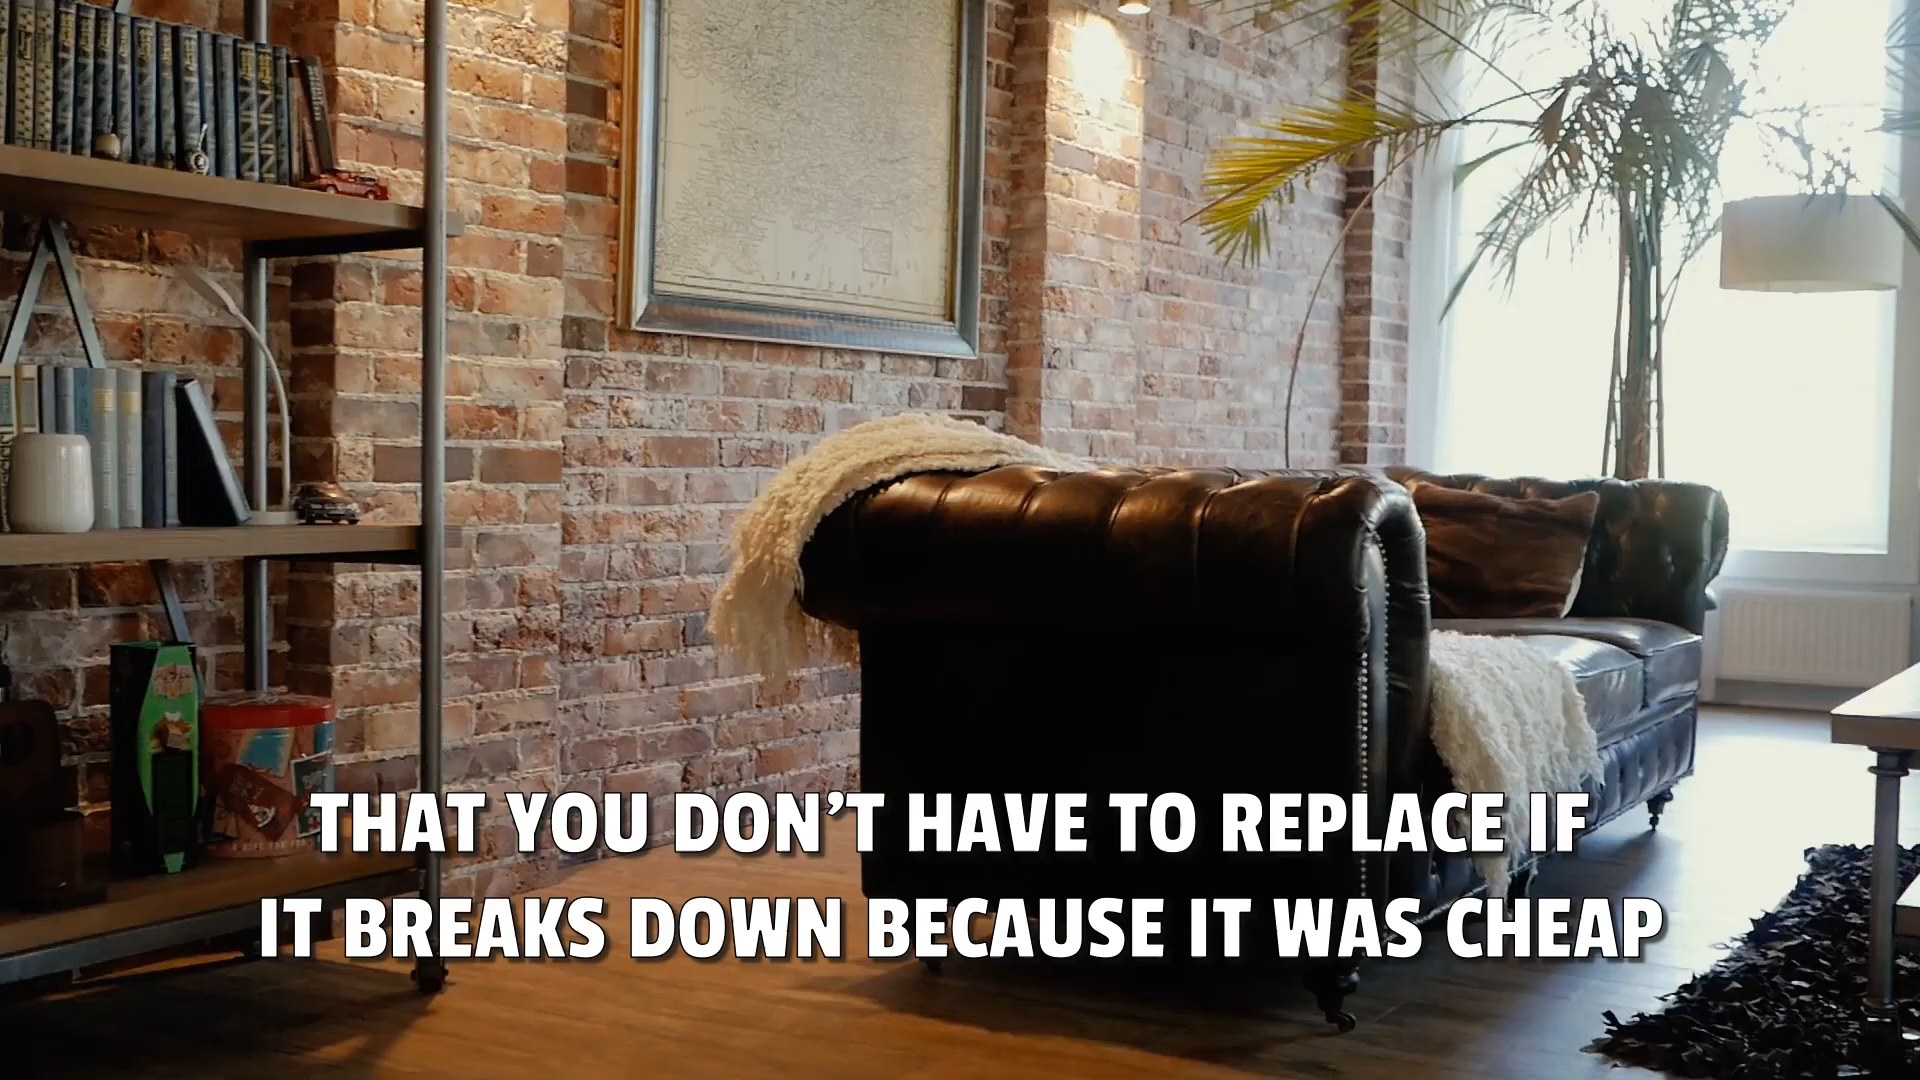 THAT YOU DON'T HAVE TO REPLACE IF
IT BREAKS DOWN BECAUSE IT WAS CHEAP